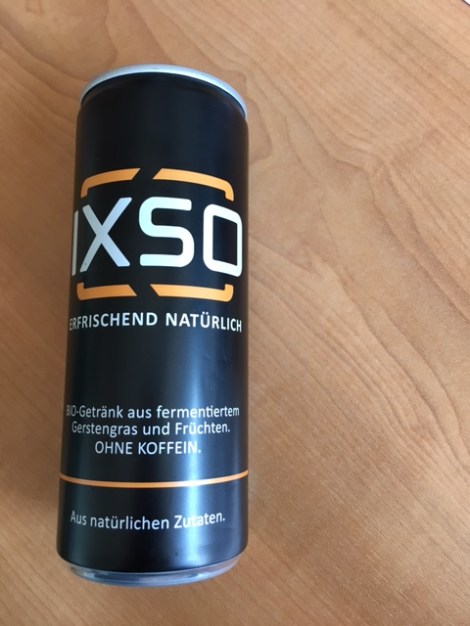 IXSO
ERFRISCHEND NATÜRLICH
BIO-Getränk aus fermentiertem
Gerstengras und Früchten.
OHNE KOFFEIN.
Aus natürlichen Zutaten.